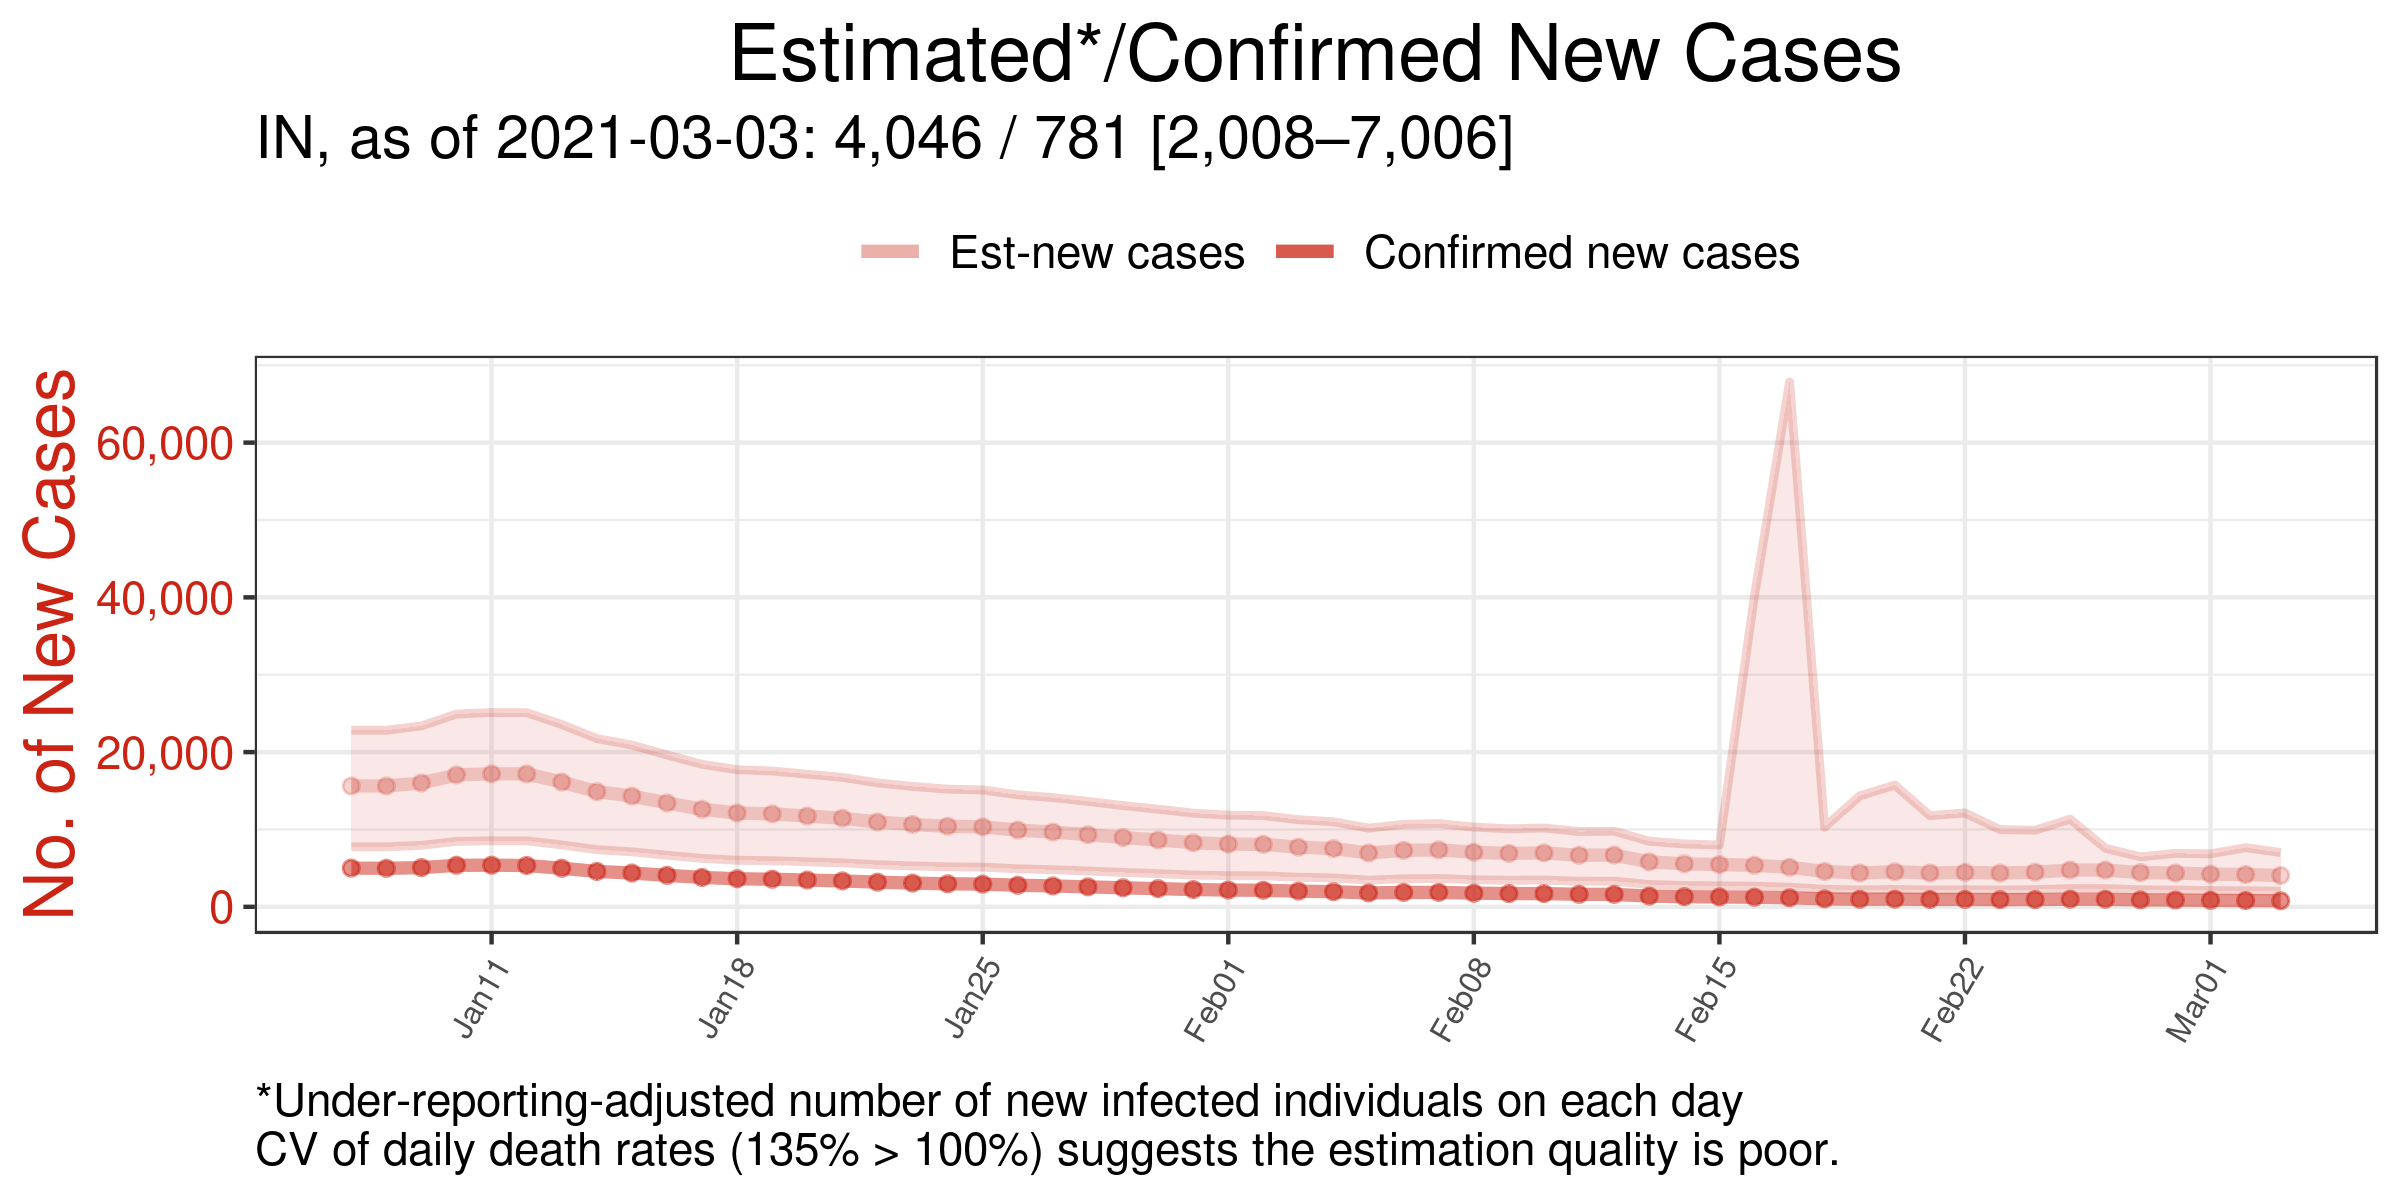 Estimated*/Confirmed New Cases
IN, as of 2021-03-03: 4,046 / 781 [2,008–7,006]
Est-new cases
Confirmed new cases
No. of New Cases
60,000
40,000
20,000
0
Jan11
Jan18
Jan25
Feb01
Feb08
Feb15
Feb22
Mar01
*Under-reporting-adjusted number of new infected individuals on each day
CV of daily death rates (135% > 100%) suggests the estimation quality is poor.